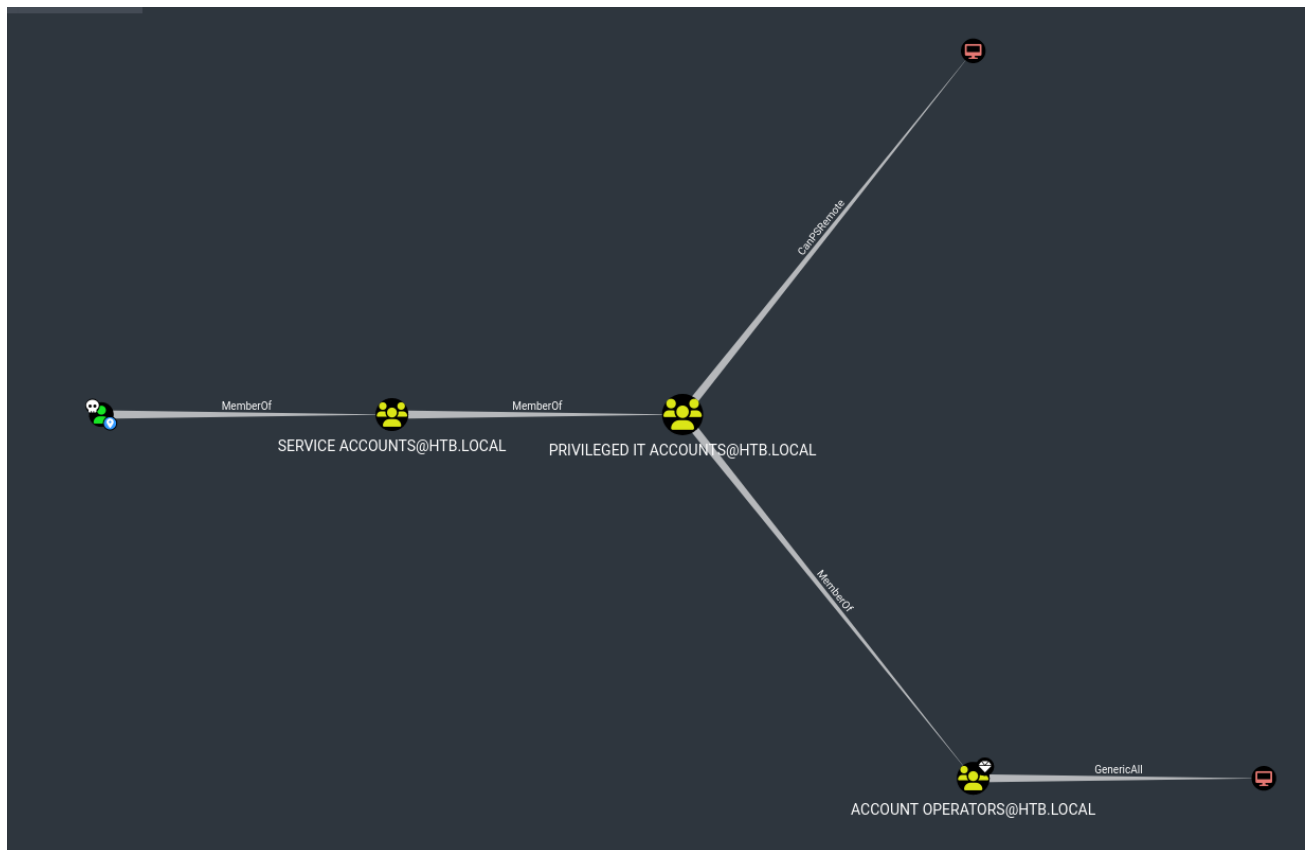 CanPSRemote
MemberOf
MemberOf
SERVICE ACCOUNTS@HTB.LOCAL
PRIVILEGED IT ACCOUNTS@HTB.LOCAL
MemberOf
GenericAll
ACCOUNT OPERATORS@HTB.LOCAL